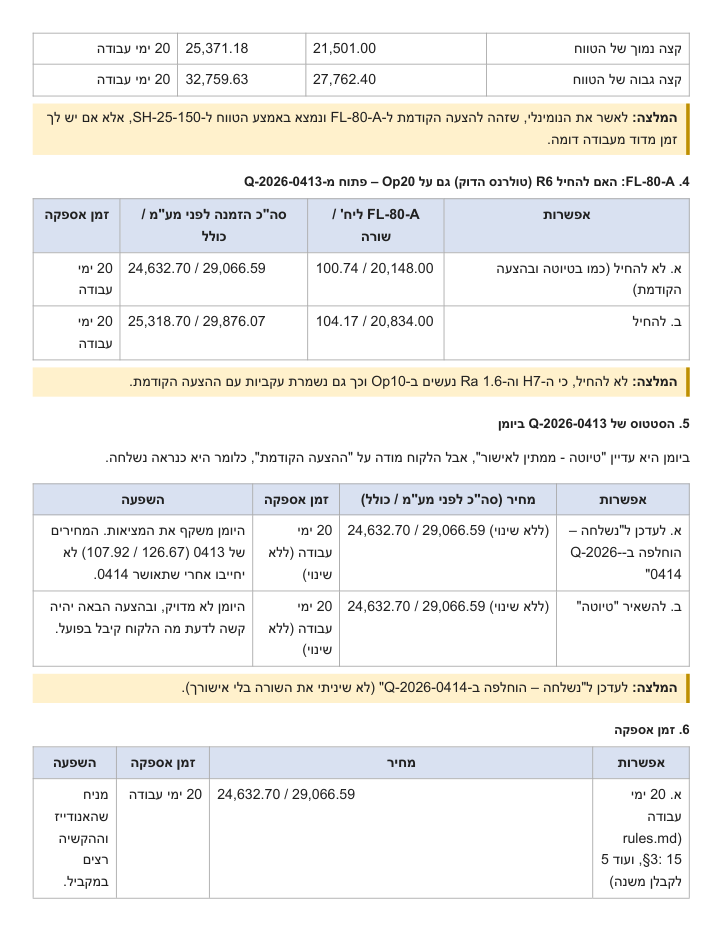 קצה נמוך של הטווח 21,501.00 25,371.18 20 ימי עבודה
קצה גבוה של הטווח 27,762.40 32,759.63 20 ימי עבודה
המלצה: לאשר את הנומינלי, שזהה להצעה הקודמת ל-FL-80-A ונמצא באמצע הטווח ל-SH-25-150, אלא אם יש לך
זמן מדוד מעבודה דומה.
4. FL-80-A: האם להחיל R6 (טולרנס הדוק) גם על Op20 – פתוח מ-Q-2026-0413
אפשרות FL-80-A ליח' / שורה סה"כ הזמנה לפני מע"מ / כולל זמן אספקה
א. לא להחיל (כמו בטיוטה ובהצעה
הקודמת)
100.74 / 20,148.00
24,632.70 / 29,066.59
20 ימי
עבודה
ב. להחיל
104.17 / 20,834.00
25,318.70 / 29,876.07
20 ימי
עבודה
המלצה: לא להחיל, כי ה-H7 וה-Ra 1.6 נעשים ב-Op10 וכך גם נשמרת עקביות עם ההצעה הקודמת.
5. הסטטוס של Q-2026-0413 ביומן
ביומן היא עדיין "טיוטה - ממתין לאישור", אבל הלקוח מודה על "ההצעה הקודמת", כלומר היא כנראה נשלחה.
אפשרות מחיר (סה"כ לפני מע"מ / כולל) זמן אספקה השפעה
א. לעדכן ל"נשלחה –
הוחלפה ב-Q-2026-
0414"
24,632.70 / 29,066.59 (ללא שינוי)
20 ימי
עבודה (ללא
שינוי)
היומן משקף את המציאות. המחירים
של 0413 (107.92 / 126.67) לא
יחייבו אחרי שתאושר 0414.
ב. להשאיר "טיוטה"
24,632.70 / 29,066.59 (ללא שינוי)
20 ימי
עבודה (ללא
שינוי)
היומן לא מדויק, ובהצעה הבאה יהיה
קשה לדעת מה הלקוח קיבל בפועל.
המלצה: לעדכן ל"נשלחה – הוחלפה ב-Q-2026-0414" (לא שיניתי את השורה בלי אישורך).
6. זמן אספקה
אפשרות מחיר זמן אספקה השפעה
א. 20 ימי
עבודה
(rules.md
§3: 15, ועוד 5
לקבלן משנה)
24,632.70 / 29,066.59
20 ימי עבודה
מניח
שהאנודייז
וההקשיה
רצים
במקביל.